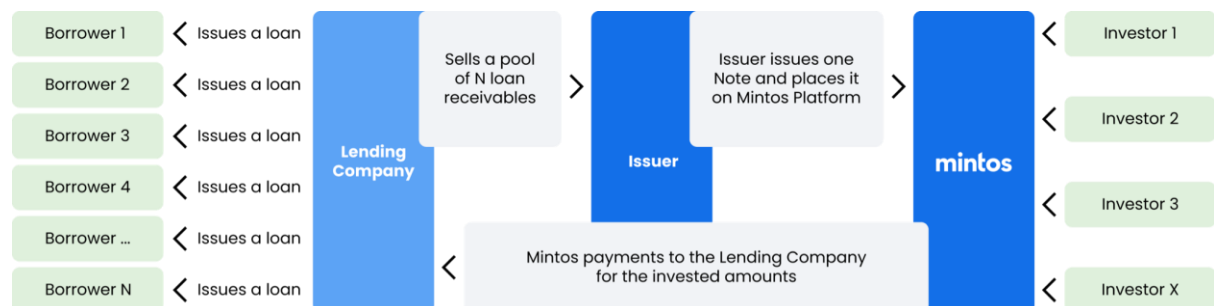 Borrower 1
Issues a loan
Borrower 2
Issues a loan
Borrower 3
Issues a loan
Borrower 4
Issues a loan
Borrower ...
Issues a loan
Borrower N
Issues a loan
Lending
Company
Sells a pool
of N loan
receivables
Issuer
Issuer issues one
Note and places it
on Mintos Platform
mintos
Mintos payments to the Lending Company
for the invested amounts
Investor 1
Investor 2
Investor 3
Investor X